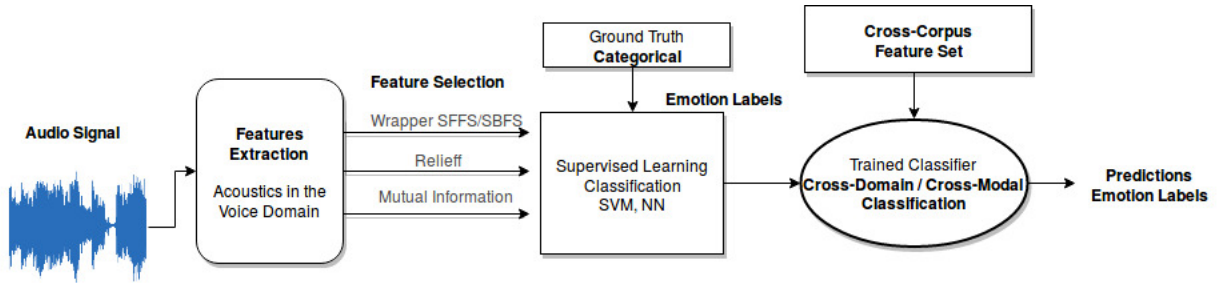 Audio Signal
Features
Extraction
Acoustics in the
Voice Domain
Feature Selection
Wrapper SFFS/SBFS
Relieff
Mutual Information
Ground Truth
Categorical
Emotion Labels
Supervised Learning
Classification
SVM, NN
Cross-Corpus
Feature Set
Trained Classifier
Cross-Domain / Cross-Modal
Classification
Predictions
Emotion Labels